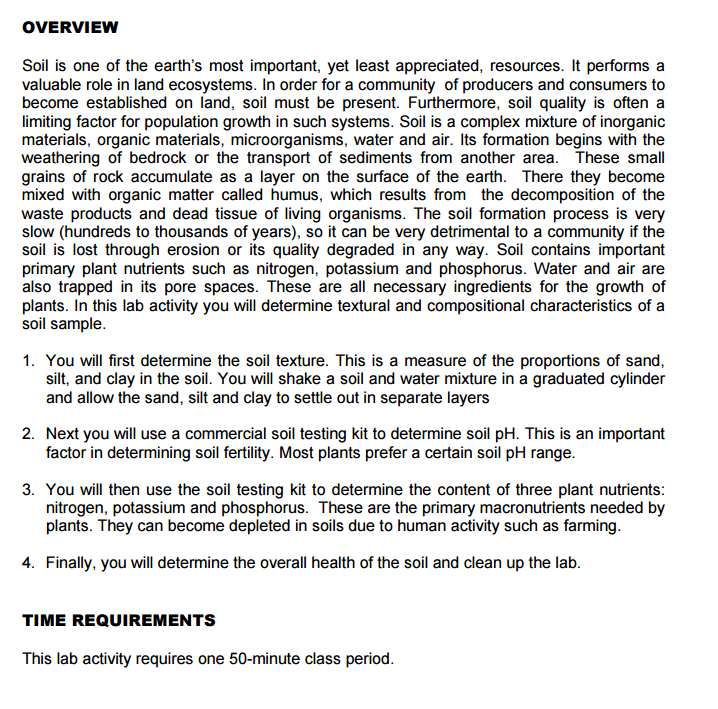 OVERVIEW
Soil is one of the earth's most important, yet least appreciated, resources. It performs a
valuable role in land ecosystems. In order for a community of producers and consumers to
become established on land, soil must be present. Furthermore, soil quality is often a
limiting factor for population growth in such systems. Soil is a complex mixture of inorganic
materials, organic materials, microorganisms, water and air. Its formation begins with the
weathering of bedrock or the transport of sediments from another area. These small
grains of rock accumulate as a layer on the surface of the earth. There they become
mixed with organic matter called humus, which results from the decomposition of the
waste products and dead tissue of living organisms. The soil formation process is very
slow (hundreds to thousands of years), so it can be very detrimental to a community if the
soil is lost through erosion or its quality degraded in any way. Soil contains important
primary plant nutrients such as nitrogen, potassium and phosphorus. Water and air are
also trapped in its pore spaces. These are all necessary ingredients for the growth of
plants. In this lab activity you will determine textural and compositional characteristics of a
soil sample.
1. You will first determine the soil texture. This is a measure of the proportions of sand,
silt, and clay in the soil. You will shake a soil and water mixture in a graduated cylinder
and allow the sand, silt and clay to settle out in separate layers
2. Next you will use a commercial soil testing kit to determine soil pH. This is an important
factor in determining soil fertility. Most plants prefer a certain soil pH range.
3. You will then use the soil testing kit to determine the content of three plant nutrients:
nitrogen, potassium and phosphorus. These are the primary macronutrients needed by
plants. They can become depleted in soils due to human activity such as farming.
4. Finally, you will determine the overall health of the soil and clean up the lab.
TIME REQUIREMENTS
This lab activity requires one 50-minute class period.